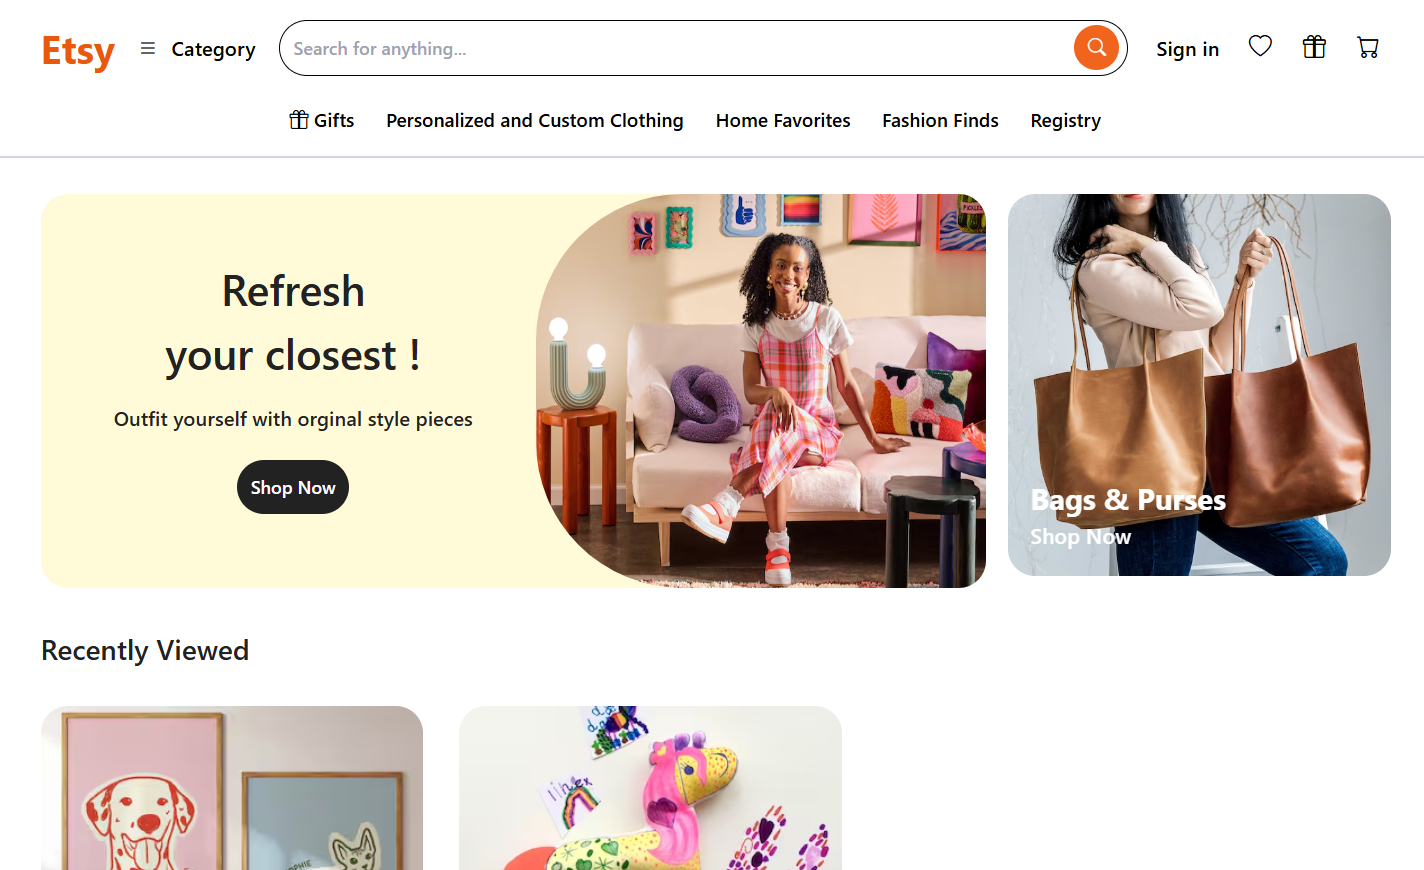 Etsy
Category
Search for anything...
Sign in
Gifts
Personalized and Custom Clothing
Home Favorites
Fashion Finds
Registry
Refresh
your closest !
Outfit yourself with orginal style pieces
Shop Now
PICKLES
Bags & Purses
Shop Now
Recently Viewed